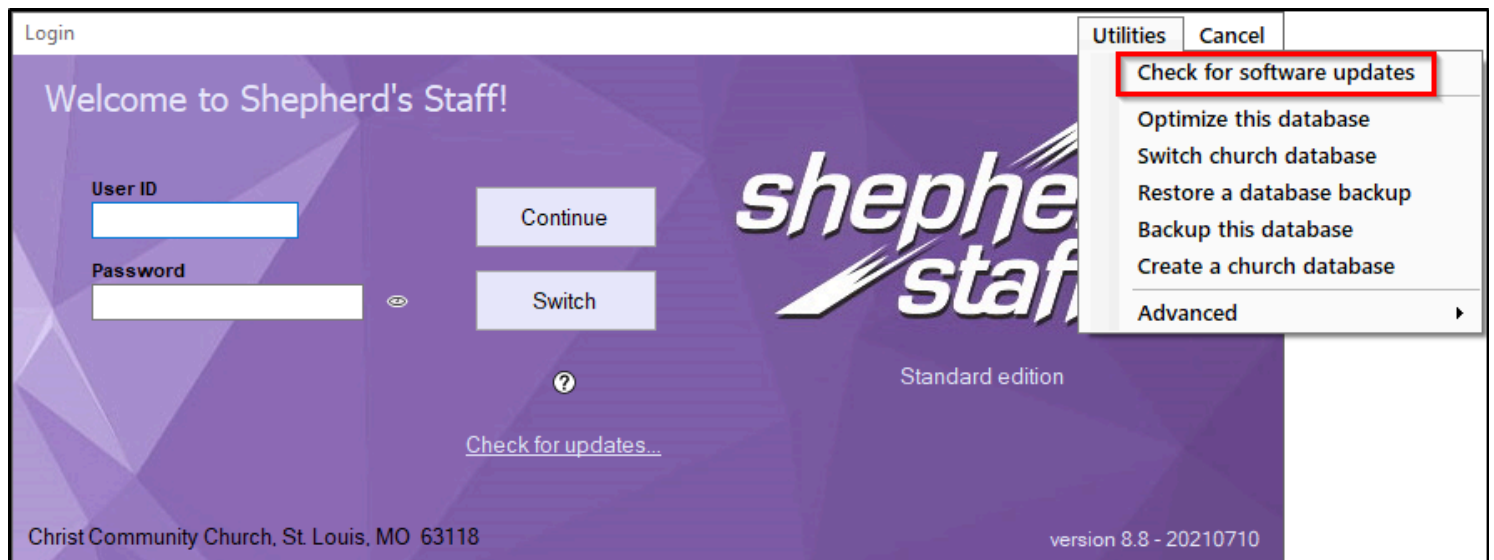 Login
Utilities Cancel
Check for software updates
Welcome to Shepherd's Staff!
Optimize this database
Switch church database
Restore a database backup
Backup this database
Create a church database
Advanced
User ID
Continue
Password
Switch
Standard edition
Check for updates...
Christ Community Church, St. Louis, MO 63118
version 8.8 - 20210710